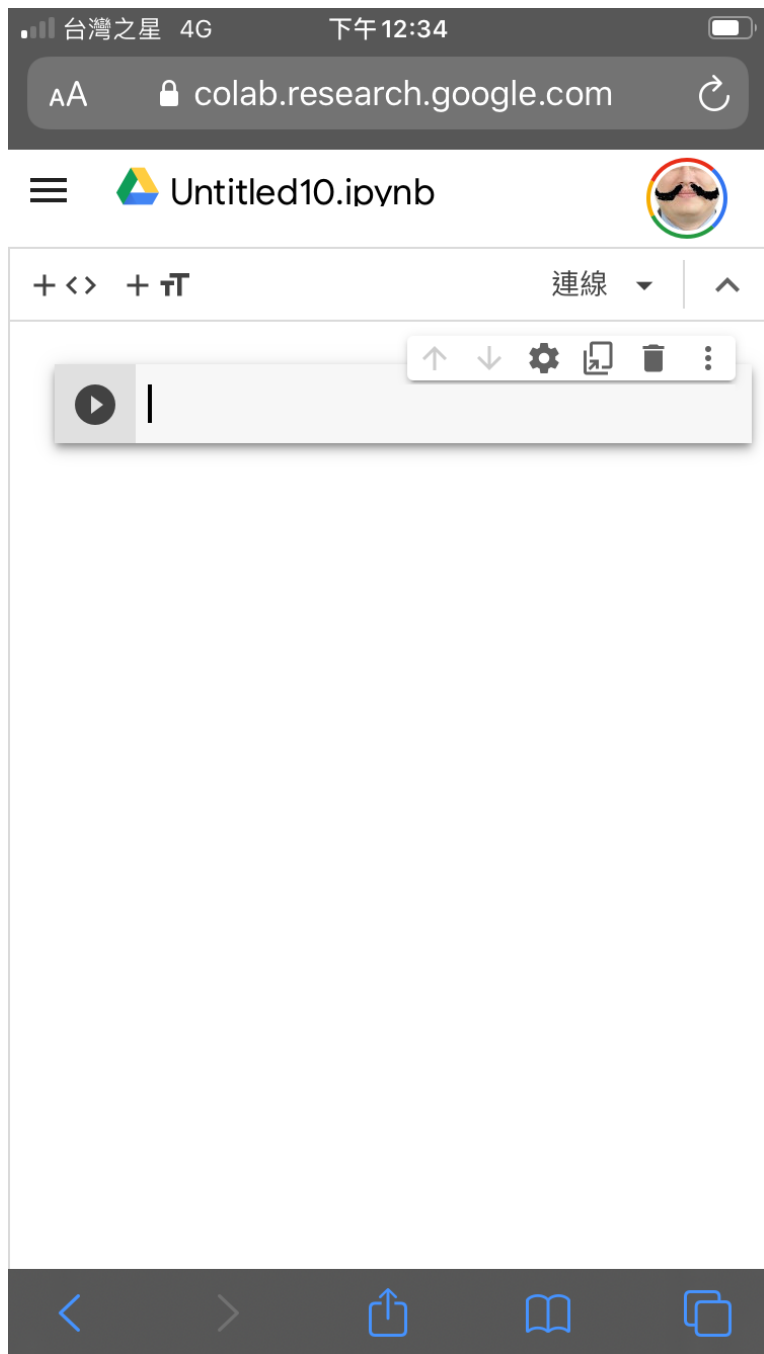 台灣之星 4G 下午12:34
AA colab.research.google.com
Untitled10.ipynb
+ <> + TT 連線